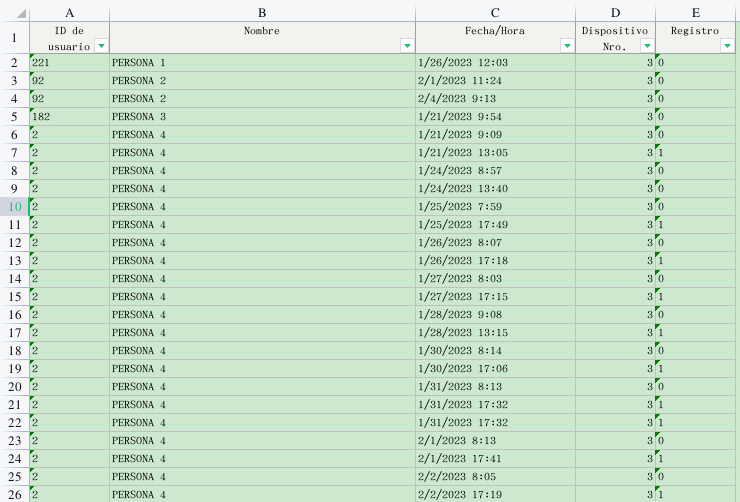 A B C D E
1 ID de usuario Nombre Fecha/Hora Dispositivo Nro. Registro
2 221 PERSONA 1 1/26/2023 12:03 3 0
3 92 PERSONA 2 2/1/2023 11:24 3 0
4 92 PERSONA 2 2/4/2023 9:13 3 0
5 182 PERSONA 3 1/21/2023 9:54 3 0
6 2 PERSONA 4 1/21/2023 9:09 3 0
7 2 PERSONA 4 1/21/2023 13:05 3 1
8 2 PERSONA 4 1/24/2023 8:57 3 0
9 2 PERSONA 4 1/24/2023 13:40 3 0
10 2 PERSONA 4 1/25/2023 7:59 3 0
11 2 PERSONA 4 1/25/2023 17:49 3 1
12 2 PERSONA 4 1/26/2023 8:07 3 0
13 2 PERSONA 4 1/26/2023 17:18 3 1
14 2 PERSONA 4 1/27/2023 8:03 3 0
15 2 PERSONA 4 1/27/2023 17:15 3 1
16 2 PERSONA 4 1/28/2023 9:08 3 0
17 2 PERSONA 4 1/28/2023 13:15 3 1
18 2 PERSONA 4 1/30/2023 8:14 3 0
19 2 PERSONA 4 1/30/2023 17:06 3 1
20 2 PERSONA 4 1/31/2023 8:13 3 0
21 2 PERSONA 4 1/31/2023 17:32 3 1
22 2 PERSONA 4 1/31/2023 17:32 3 1
23 2 PERSONA 4 2/1/2023 8:13 3 0
24 2 PERSONA 4 2/1/2023 17:41 3 1
25 2 PERSONA 4 2/2/2023 8:05 3 0
26 2 PERSONA 4 2/2/2023 17:19 3 1